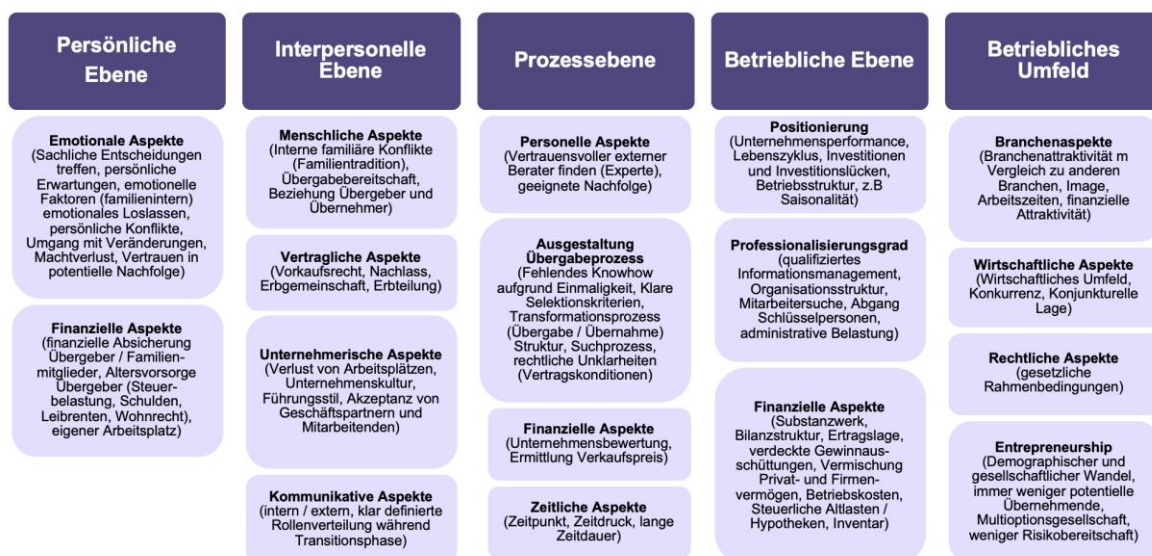 Persönliche
Ebene
Emotionale Aspekte
(Sachliche Entscheidungen
treffen, persönliche
Erwartungen, emotionelle
Faktoren (familienintern)
emotionales Loslassen,
persönliche Konflikte,
Umgang mit Veränderungen,
Machtverlust, Vertrauen in
potentielle Nachfolge)
Finanzielle Aspekte
(finanzielle Absicherung
Übergeber / Familien-
mitglieder, Altersvorsorge
Übergeber (Steuer-
belastung, Schulden,
Leibrenten, Wohnrecht),
eigener Arbeitsplatz)
Interpersonelle
Ebene
Menschliche Aspekte
(Interne familiäre Konflikte
(Familientradition),
Übergabebereitschaft,
Beziehung Übergeber und
Übernehmer)
Vertragliche Aspekte
(Vorkaufsrecht, Nachlass,
Erbgemeinschaft, Erbteilung)
Unternehmerische Aspekte
(Verlust von Arbeitsplätzen,
Unternehmenskultur,
Führungsstil, Akzeptanz von
Geschäftspartnern und
Mitarbeitenden)
Kommunikative Aspekte
(intern / extern, klar definierte
Rollenverteilung während
Transitionphase)
Prozessebene
Personelle Aspekte
(Vertrauensvoller externer
Berater finden (Experte),
geeignete Nachfolge)
Ausgestaltung
Übergabeprozess
(Fehlendes Knowhow
aufgrund Einmaligkeit, Klare
Selektionskriterien,
Transformationsprozess
(Übergabe / Übernahme)
Struktur, Suchprozess,
rechtliche Unklarheiten
(Vertragskonditionen)
Finanzielle Aspekte
(Unternehmensbewertung,
Ermittlung Verkaufspreis)
Zeitliche Aspekte
(Zeitpunkt, Zeitdruck, lange
Zeitdauer)
Betriebliche Ebene
Positionierung
(Unternehmensperformance,
Lebenszyklus, Investitionen
und Investitionslücken,
Betriebsstruktur, z.B
Saisonalität)
Professionalisierungsgrad
(qualifiziertes
Informationsmanagement,
Organisationsstruktur,
Mitarbeitersuche, Abgang
Schlüsselpersonen,
administrative Belastung)
Finanzielle Aspekte
(Substanzwerk,
Bilanzstruktur, Ertragslage,
verdeckte Gewinnaus-
schüttungen, Vermischung
Privat- und Firmen-
vermögen, Betriebskosten,
Steuerliche Altlasten /
Hypotheken, Inventar)
Betriebliches
Umfeld
Branchenaspekte
(Branchenattraktivität m
Vergleich zu anderen
Branchen, Image,
Arbeitszeiten, finanzielle
Attraktivität)
Wirtschaftliche Aspekte
(Wirtschaftliches Umfeld,
Konkurrenz, Konjunkturelle
Lage)
Rechtliche Aspekte
(gesetzliche
Rahmenbedingungen)
Entrepreneurship
(Demographischer und
gesellschaftlicher Wandel,
immer weniger potentielle
Übernehmende,
Multioptionsgesellschaft,
weniger Risikobereitschaft)